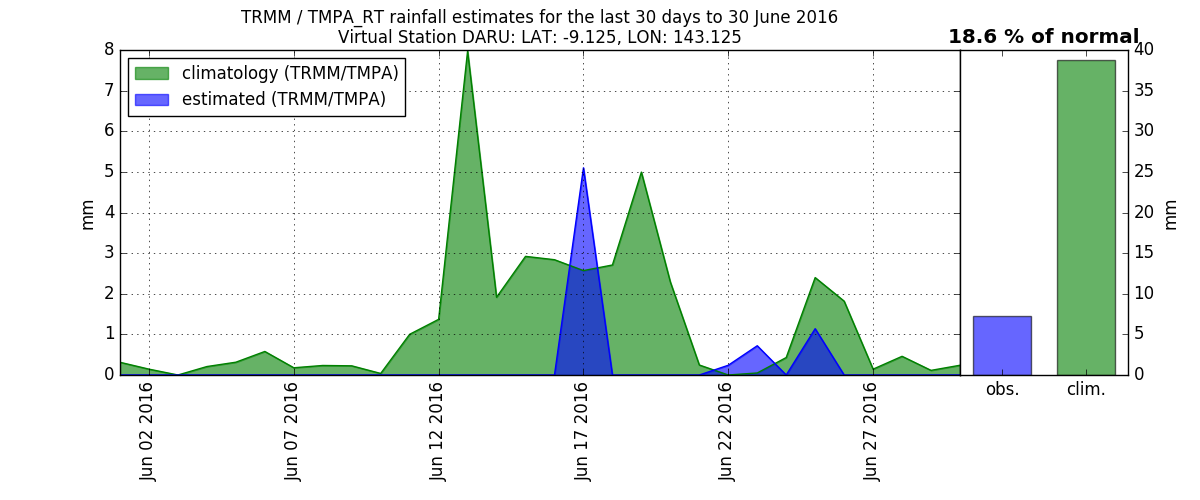 TRMM / TMPA_RT rainfall estimates for the last 30 days to 30 June 2016
Virtual Station DARU: LAT: -9.125, LON: 143.125
18.6 % of normal
climatology (TRMM/TMPA)
estimated (TRMM/TMPA)
8
7
6
5
4
3
2
1
0
mm
Jun 02 2016
Jun 07 2016
Jun 12 2016
Jun 17 2016
Jun 22 2016
Jun 27 2016
obs.
clim.
40
35
30
25
20
15
10
5
0
mm